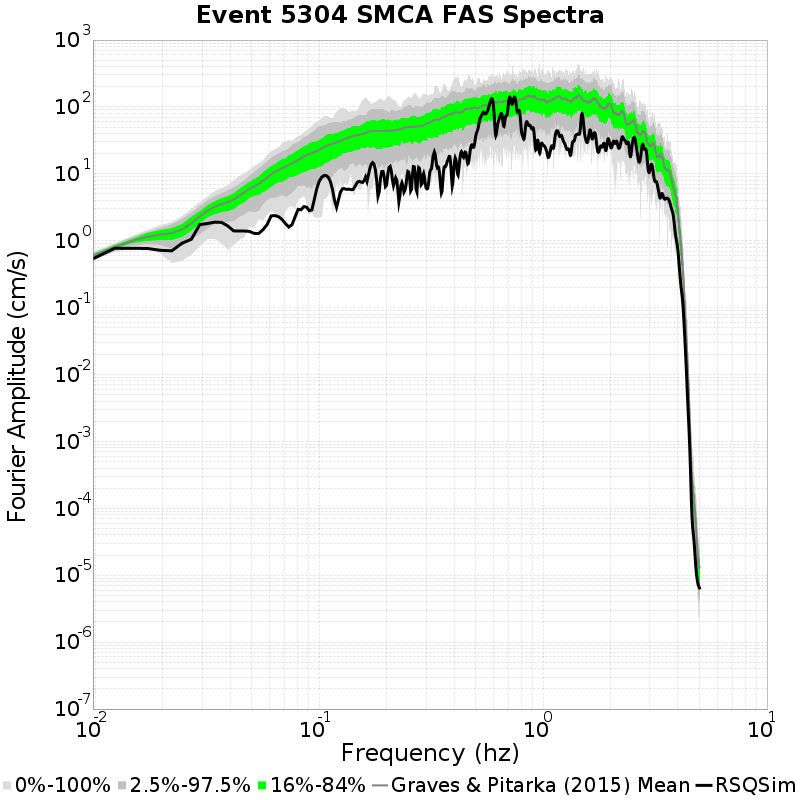 Event 5304 SMCA FAS Spectra
Fourier Amplitude (cm/s)
10^3
10^2
10^1
10^0
10^-1
10^-2
10^-3
10^-4
10^-5
10^-6
10^-7
10^-2 10^-1 10^0 10^1
Frequency (hz)
0%-100% 2.5%-97.5% 16%-84% Graves & Pitarka (2015) Mean RSQSim